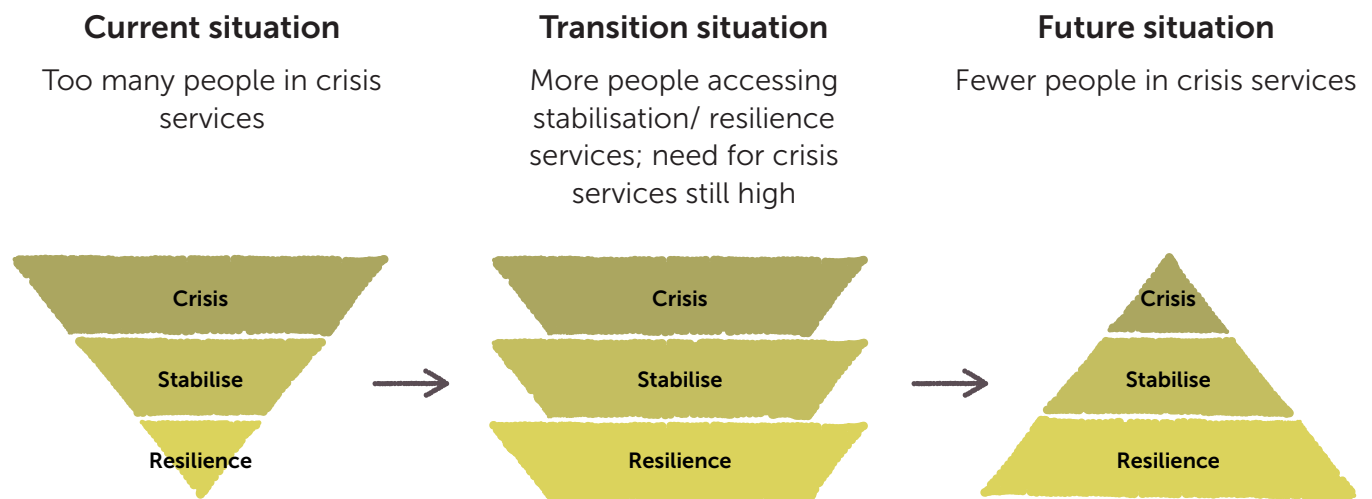 Current situation
Too many people in crisis
services
Crisis
Stabilise
Resilience
Transition situation
More people accessing
stabilisation/ resilience
services; need for crisis
services still high
Crisis
Stabilise
Resilience
Future situation
Fewer people in crisis services
Crisis
Stabilise
Resilience